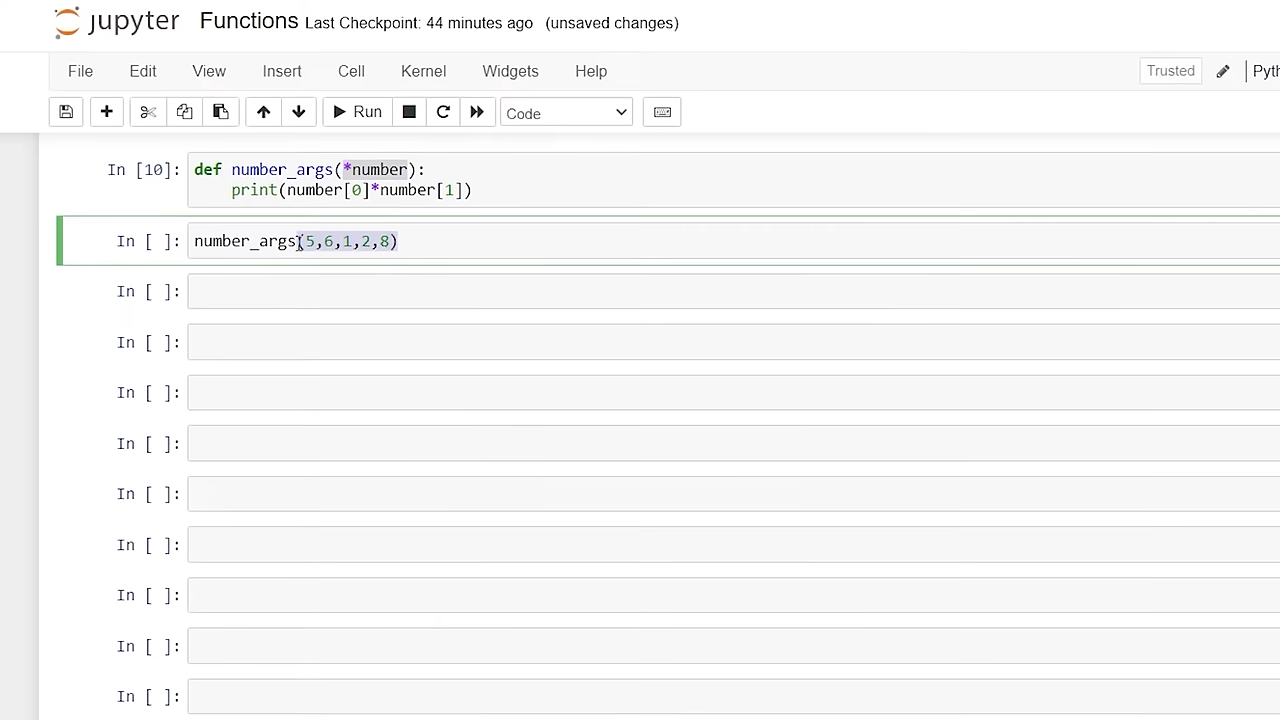 jupyter Functions Last Checkpoint: 44 minutes ago (unsaved changes)
File Edit View Insert Cell Kernel Widgets Help Trusted
Run Code
In [10]: def number_args(*number):
print(number[0]*number[1])
In [ ]: number_args(5,6,1,2,8)
In [ ]:
In [ ]:
In [ ]:
In [ ]:
In [ ]:
In [ ]:
In [ ]:
In [ ]:
In [ ]: